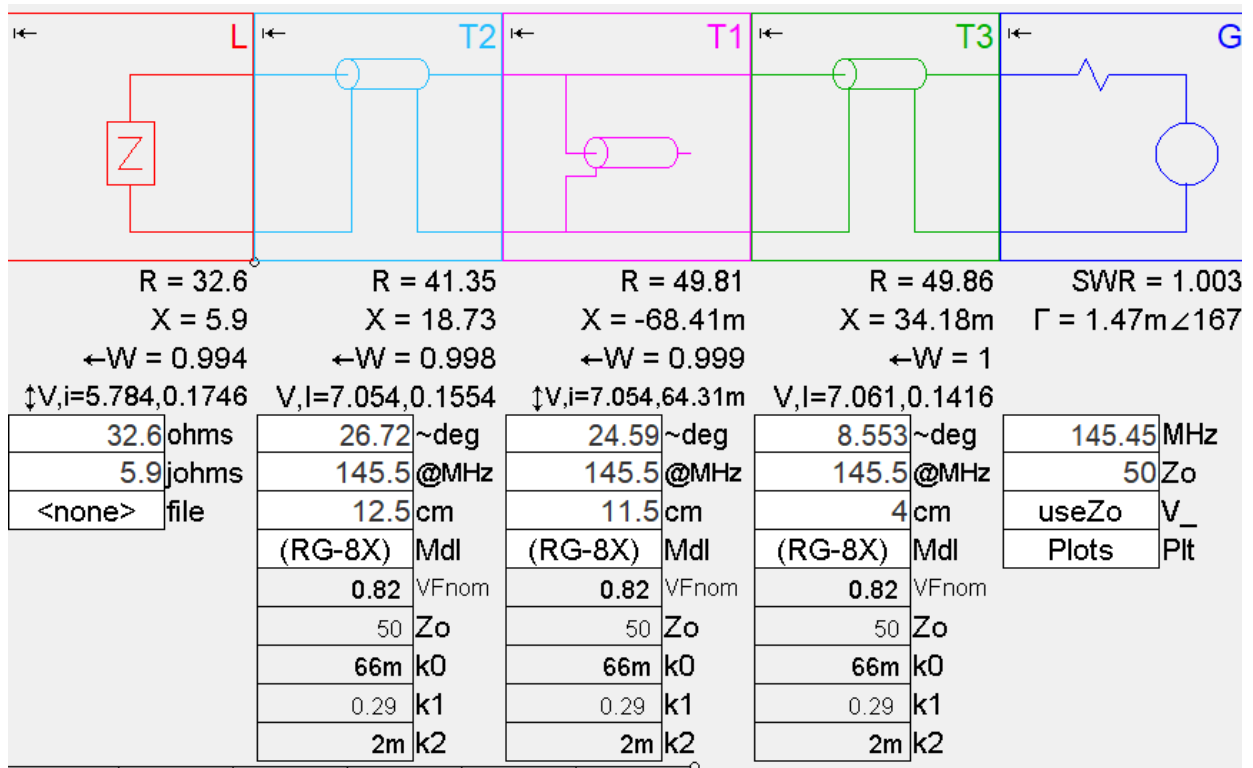 L T2 T1 T3 G
Z
R = 32.6 R = 41.35 R = 49.81 R = 49.86 SWR = 1.003
X = 5.9 X = 18.73 X = -68.41m X = 34.18m Γ = 1.47m∠167
←W = 0.994 ←W = 0.998 ←W = 0.999 ←W = 1
↕V,i=5.784,0.1746 V,I=7.054,0.1554 ↕V,i=7.054,64.31m V,I=7.061,0.1416
32.6 ohms 26.72 ~deg 24.59 ~deg 8.553 ~deg 145.45 MHz
5.9 johms 145.5 @MHz 145.5 @MHz 145.5 @MHz 50 Zo
<none> file 12.5 cm 11.5 cm 4 cm useZo V_
(RG-8X) Mdl (RG-8X) Mdl (RG-8X) Mdl Plots Plt
0.82 VFnom 0.82 VFnom 0.82 VFnom
50 Zo 50 Zo 50 Zo
66m k0 66m k0 66m k0
0.29 k1 0.29 k1 0.29 k1
2m k2 2m k2 2m k2